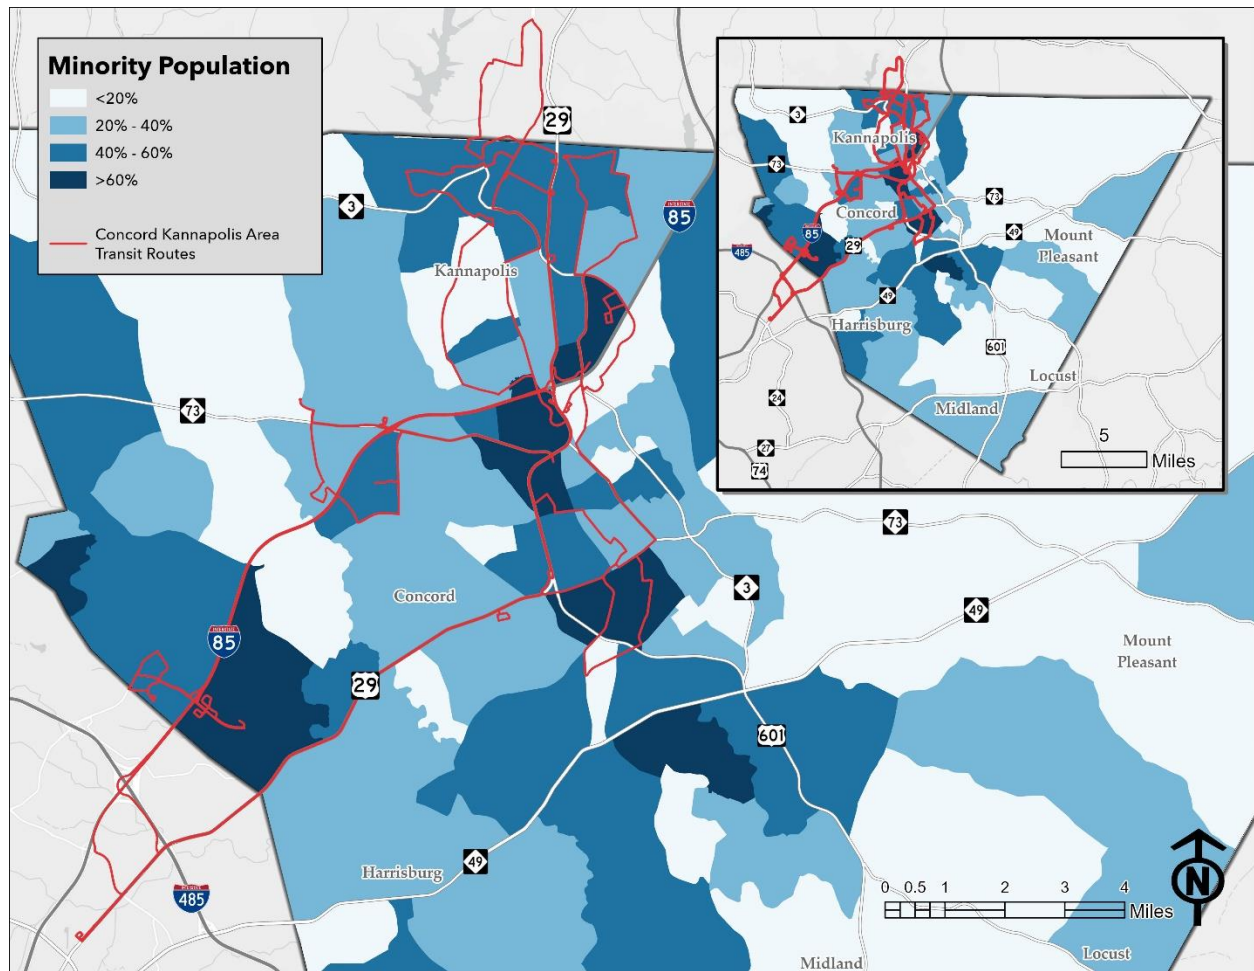 Minority Population
<20%
20% - 40%
40% - 60%
>60%
Concord Kannapolis Area
Transit Routes
29
3
INTERSTATE
85
Kannapolis
73
Concord
INTERSTATE
85
29
73
3
49
Mount
Pleasant
601
Harrisburg
49
INTERSTATE
485
Midland
Locust
0 0.5 1 2 3 4
Miles
N
3
Kannapolis
73
73
Concord
49
Mount
Pleasant
85
485
29
49
Harrisburg
601
Locust
24
Midland
27
74
5
Miles